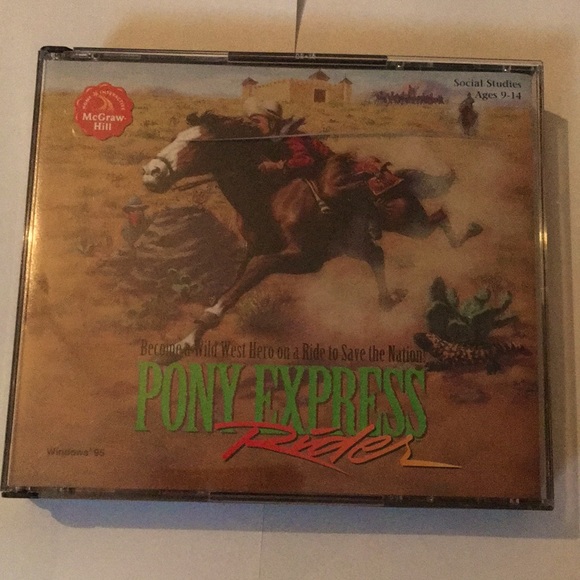 Social Studies
Ages 9-14
McGraw-
Hill
Become a Wild West Hero on a Ride to Save the Nation!
PONY EXPRESS
Rider
Windows 95